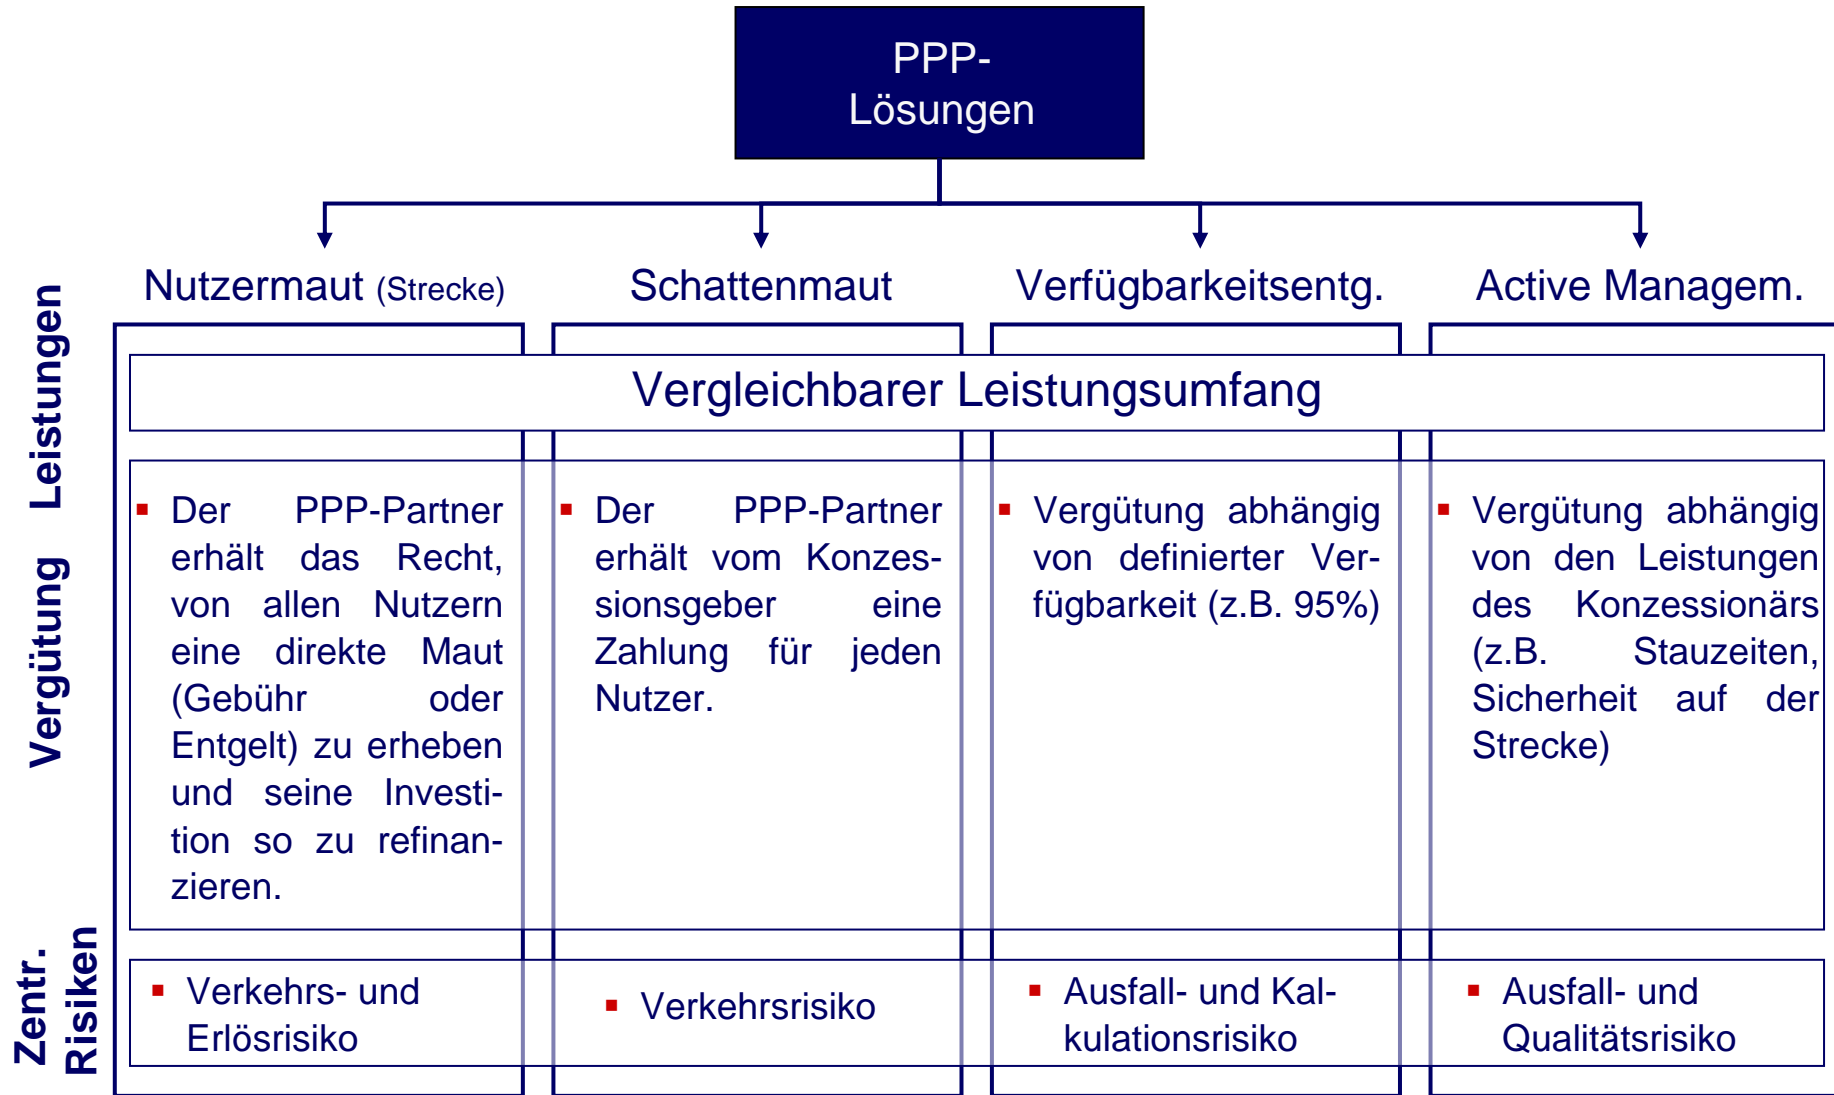 PPP-
Lösungen
Nutzermaut (Strecke)
Schattenmaut
Verfügbarkeitsentg.
Active Managem.
Leistungen
Vergleichbarer Leistungsumfang
Vergütung
Der PPP-Partner
erhält das Recht,
von allen Nutzern
eine direkte Maut
(Gebühr oder
Entgelt) zu erheben
und seine Investi-
tion so zu refinan-
zieren.
Der PPP-Partner
erhält vom Konzes-
sionsgeber eine
Zahlung für jeden
Nutzer.
Vergütung abhängig
von definierter Ver-
fügbarkeit (z.B. 95%)
Vergütung abhängig
von den Leistungen
des Konzessionärs
(z.B. Stauzeiten,
Sicherheit auf der
Strecke)
Zentr.
Risiken
Verkehrs- und
Erlösrisiko
Verkehrsrisiko
Ausfall- und Kal-
kulationsrisiko
Ausfall- und
Qualitätsrisiko